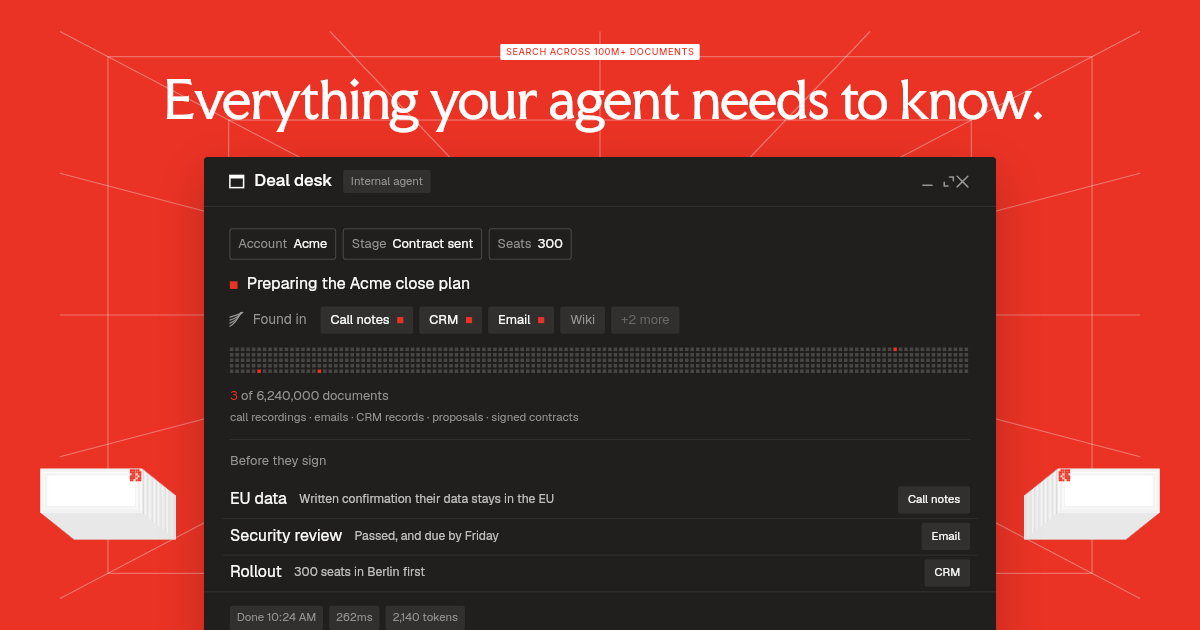 SEARCH ACROSS 100M+ DOCUMENTS
Everything your agent needs to know.
Deal desk Internal agent
Account Acme Stage Contract sent Seats 300
Preparing the Acme close plan
Found in Call notes CRM Email Wiki +2 more
3 of 6,240,000 documents
call recordings · emails · CRM records · proposals · signed contracts
Before they sign
EU data Written confirmation their data stays in the EU Call notes
Security review Passed, and due by Friday Email
Rollout 300 seats in Berlin first CRM
Done 10:24 AM 262ms 2,140 tokens